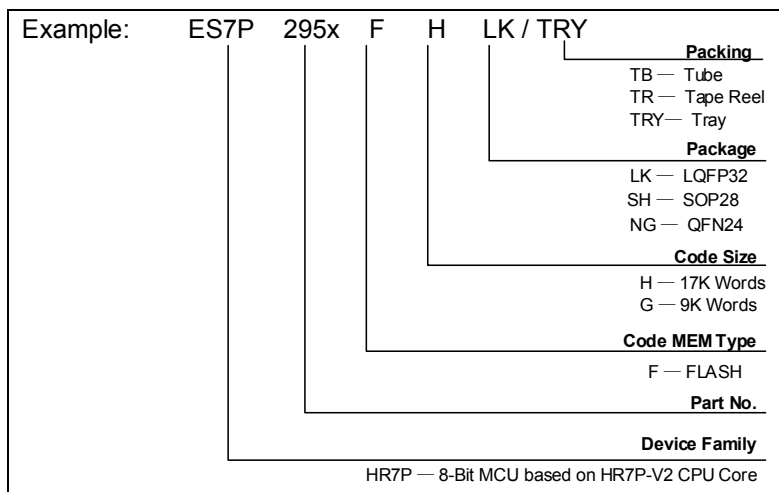 Example: ES7P 295x F H LK / TRY
Packing
TB — Tube
TR — Tape Reel
TRY— Tray
Package
LK — LQFP32
SH — SOP28
NG — QFN24
Code Size
H — 17K Words
G — 9K Words
Code MEM Type
F — FLASH
Part No.
Device Family
HR7P — 8-Bit MCU based on HR7P-V2 CPU Core